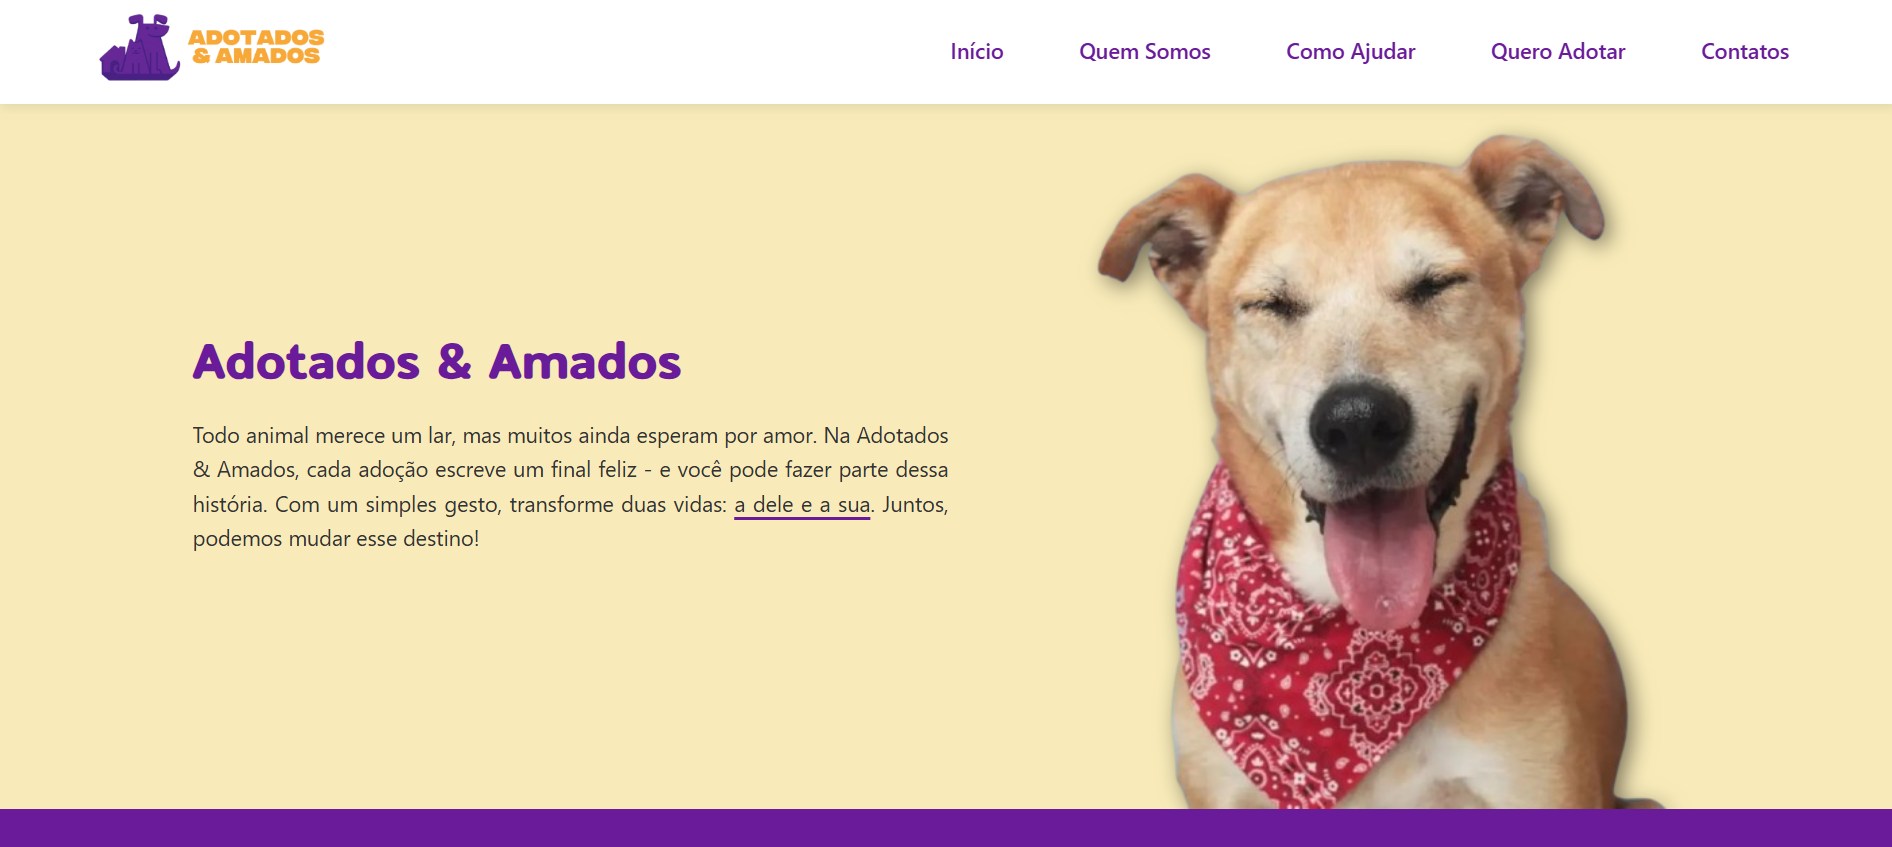 ADOTADOS
& AMADOS
Início
Quem Somos
Como Ajudar
Quero Adotar
Contatos
Adotados & Amados
Todo animal merece um lar, mas muitos ainda esperam por amor. Na Adotados
& Amados, cada adoção escreve um final feliz - e você pode fazer parte dessa
história. Com um simples gesto, transforme duas vidas: a dele e a sua. Juntos,
podemos mudar esse destino!